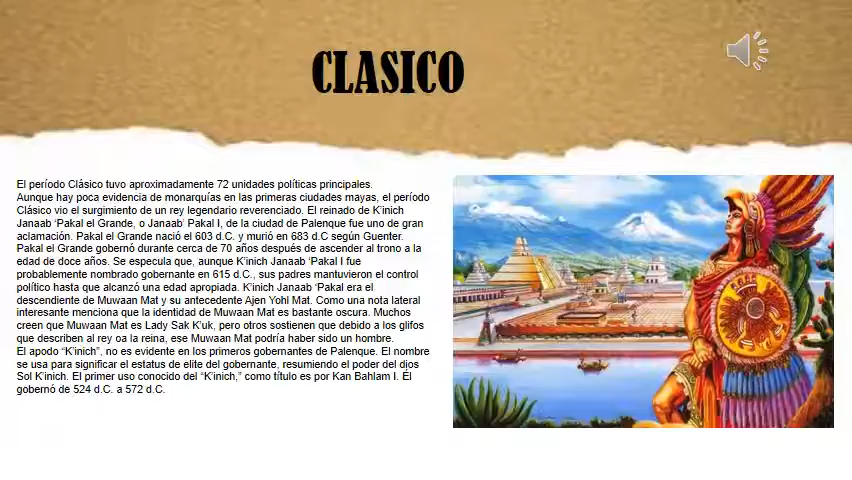 CLASICO
El período Clásico tuvo aproximadamente 72 unidades políticas principales.
Aunque hay poca evidencia de monarquías en las primeras ciudades mayas, el período
Clásico vio el surgimiento de un rey legendario reverenciado. El reinado de K'inich
Janaab 'Pakal el Grande, o Janaab' Pakal I, de la ciudad de Palenque fue uno de gran
aclamación. Pakal el Grande nació el 603 d.C. y murió en 683 d.C según Guenter.
Pakal el Grande gobernó durante cerca de 70 años después de ascender al trono a la
edad de doce años. Se especula que, aunque K'inich Janaab 'Pakal I fue
probablemente nombrado gobernante en 615 d.C., sus padres mantuvieron el control
político hasta que alcanzó una edad apropiada. K'inich Janaab 'Pakal era el
descendiente de Muwaan Mat y su antecedente Ajen Yohl Mat. Como una nota lateral
interesante menciona que la identidad de Muwaan Mat es bastante oscura. Muchos
creen que Muwaan Mat es Lady Sak K'uk, pero otros sostienen que debido a los glifos
que describen al rey oa la reina, ese Muwaan Mat podría haber sido un hombre.
El apodo “K'inich”, no es evidente en los primeros gobernantes de Palenque. El nombre
se usa para significar el estatus de elite del gobernante, resumiendo el poder del dios
Sol K'inich. El primer uso conocido del “K'inich,” como título es por Kan Bahlam I. Él
gobernó de 524 d.C. a 572 d.C.